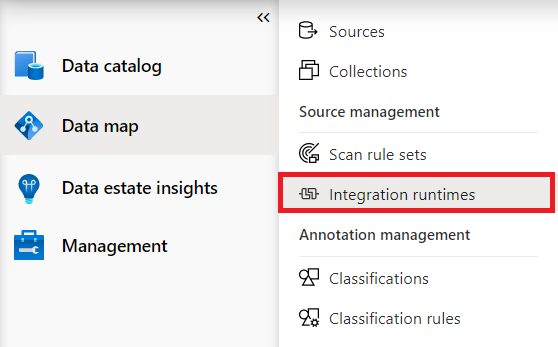 Data catalog
Data map
Data estate insights
Management
Sources
Collections
Source management
Scan rule sets
Integration runtimes
Annotation management
Classifications
Classification rules